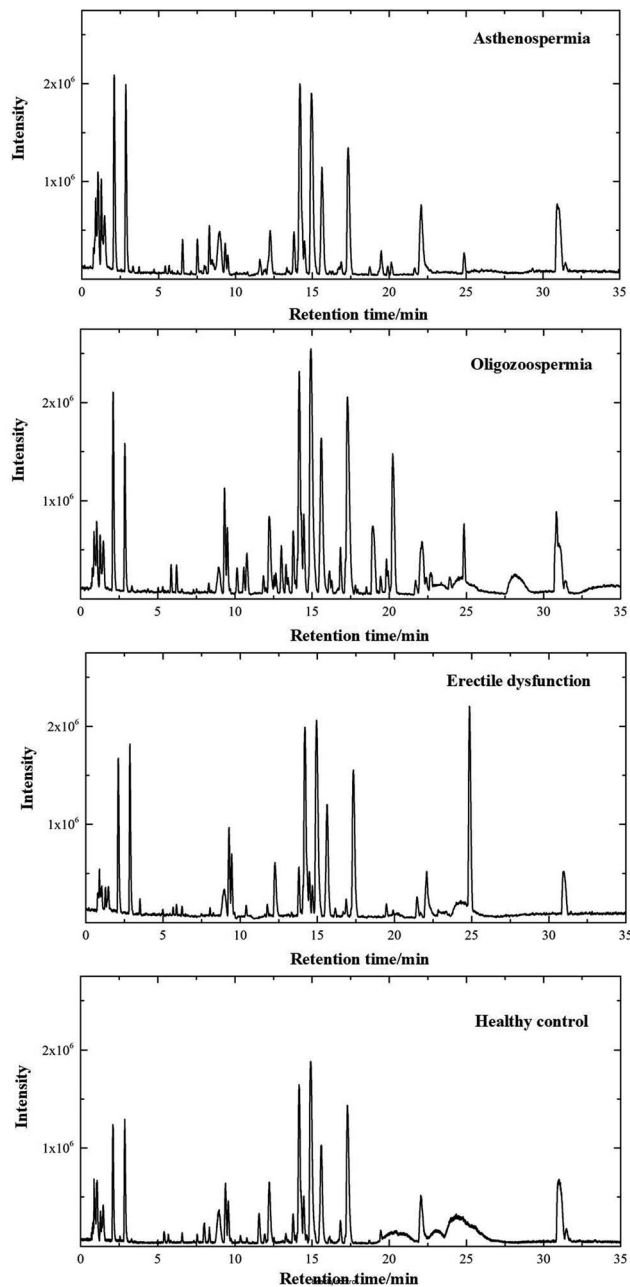 Asthenospermia
2x10⁶
Intensity
1x10⁶
0 5 10 15 20 25 30 35
Retention time/min
Oligozoospermia
2x10⁶
Intensity
1x10⁶
0 5 10 15 20 25 30 35
Retention time/min
Erectile dysfunction
2x10⁶
Intensity
1x10⁶
0 5 10 15 20 25 30 35
Retention time/min
Healthy control
2x10⁶
Intensity
1x10⁶
0 5 10 15 20 25 30 35
Retention time/min